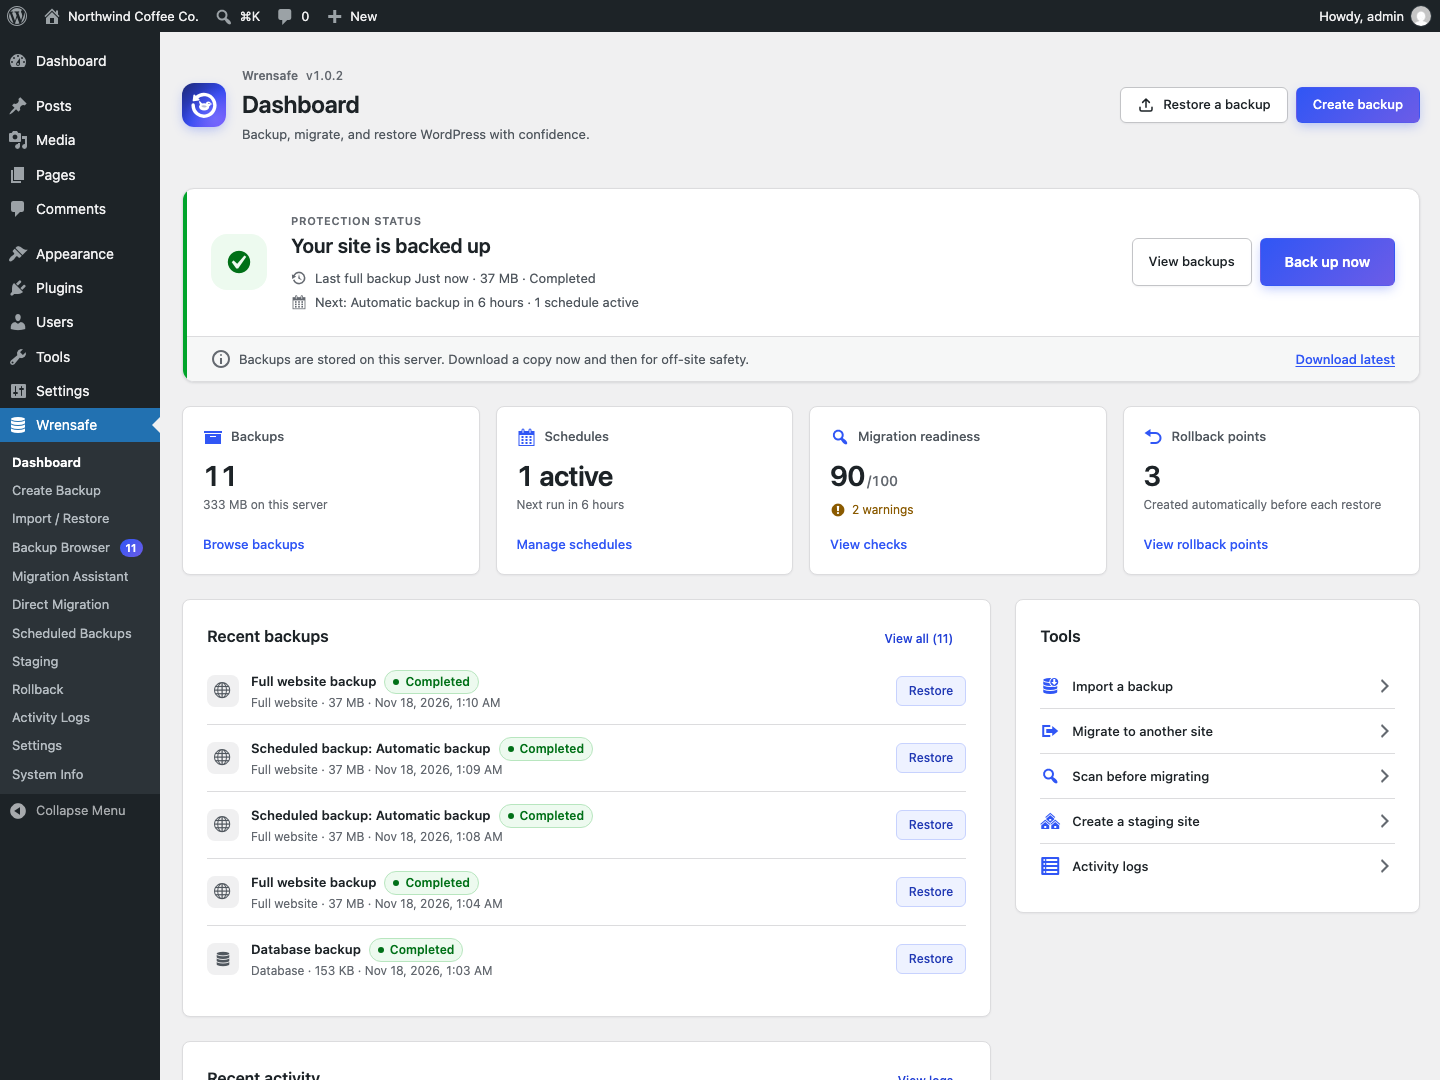 Northwind Coffee Co.
⌘K
0
New
Howdy, admin
Dashboard
Posts
Media
Pages
Comments
Appearance
Plugins
Users
Tools
Settings
Wrensafe
Dashboard
Create Backup
Import / Restore
Backup Browser 11
Migration Assistant
Direct Migration
Scheduled Backups
Staging
Rollback
Activity Logs
Settings
System Info
Collapse Menu
Wrensafe v1.0.2
Dashboard
Backup, migrate, and restore WordPress with confidence.
Restore a backup
Create backup
PROTECTION STATUS
Your site is backed up
Last full backup Just now · 37 MB · Completed
Next: Automatic backup in 6 hours · 1 schedule active
View backups
Back up now
Backups are stored on this server. Download a copy now and then for off-site safety.
Download latest
Backups
11
333 MB on this server
Browse backups
Schedules
1 active
Next run in 6 hours
Manage schedules
Migration readiness
90/100
2 warnings
View checks
Rollback points
3
Created automatically before each restore
View rollback points
Recent backups
View all (11)
Full website backup Completed
Full website · 37 MB · Nov 18, 2026, 1:10 AM
Restore
Scheduled backup: Automatic backup Completed
Full website · 37 MB · Nov 18, 2026, 1:09 AM
Restore
Scheduled backup: Automatic backup Completed
Full website · 37 MB · Nov 18, 2026, 1:08 AM
Restore
Full website backup Completed
Full website · 37 MB · Nov 18, 2026, 1:04 AM
Restore
Database backup Completed
Database · 153 KB · Nov 18, 2026, 1:03 AM
Restore
Tools
Import a backup
Migrate to another site
Scan before migrating
Create a staging site
Activity logs
Recent activity
View logs